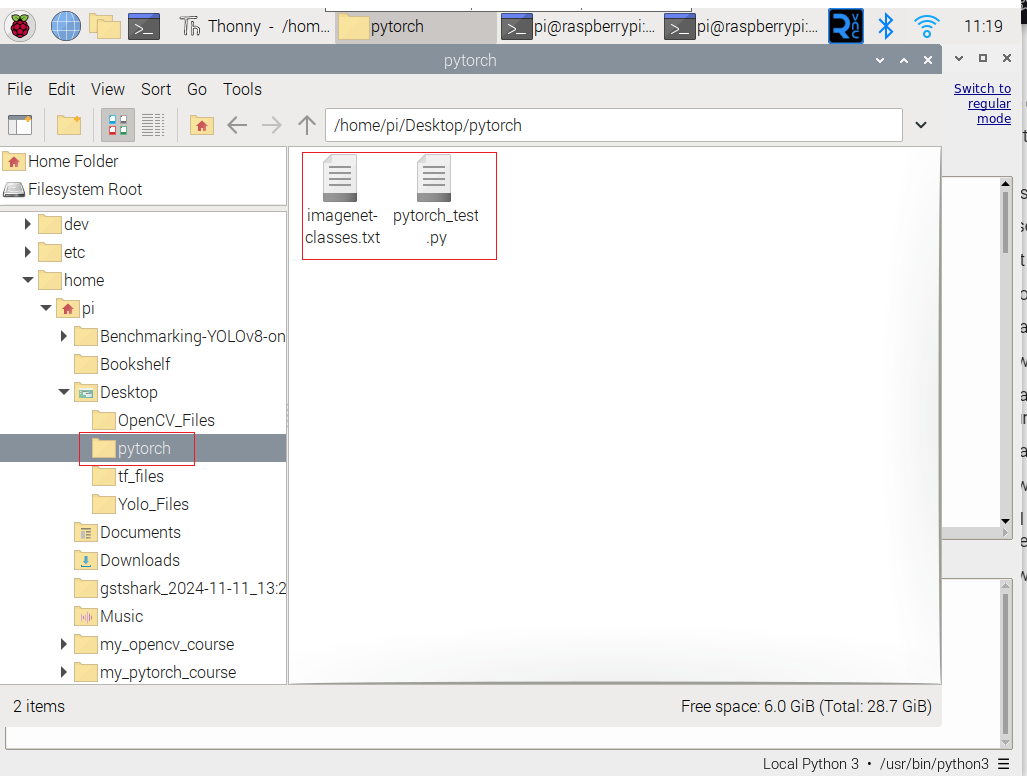 Thonny - /hom...
pytorch
pi@raspberrypi:...
pi@raspberrypi:...
11:19
pytorch
File Edit View Sort Go Tools
Switch to
regular
mode
/home/pi/Desktop/pytorch
Home Folder
Filesystem Root
dev
etc
home
pi
Benchmarking-YOLOv8-on
Bookshelf
Desktop
OpenCV_Files
pytorch
tf_files
Yolo_Files
Documents
Downloads
gstshark_2024-11-11_13:2
Music
my_opencv_course
my_pytorch_course
imagenet-
classes.txt
pytorch_test
.py
2 items
Free space: 6.0 GiB (Total: 28.7 GiB)
Local Python 3 • /usr/bin/python3 ☰